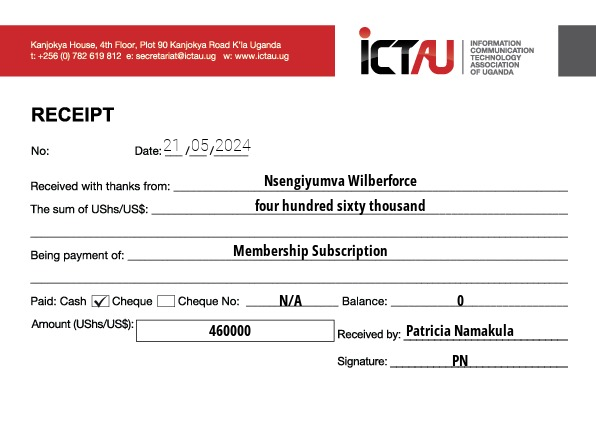 Kanjokya House, 4th Floor, Plot 90 Kanjokya Road K'la Uganda
t: +256 (0) 782 619 812 e: secretariat@ictau.ug w: www.ictau.ug
ICTAU
INFORMATION
COMMUNICATION
TECHNOLOGY
ASSOCIATION
OF UGANDA
RECEIPT
No: Date: 21/05/2024
Received with thanks from: Nsengiyumva Wilberforce
The sum of UShs/US$: four hundred sixty thousand
Being payment of: Membership Subscription
Paid: Cash ✓ Cheque Cheque No: N/A Balance: 0
Amount (UShs/US$): 460000 Received by: Patricia Namakula
Signature: PN